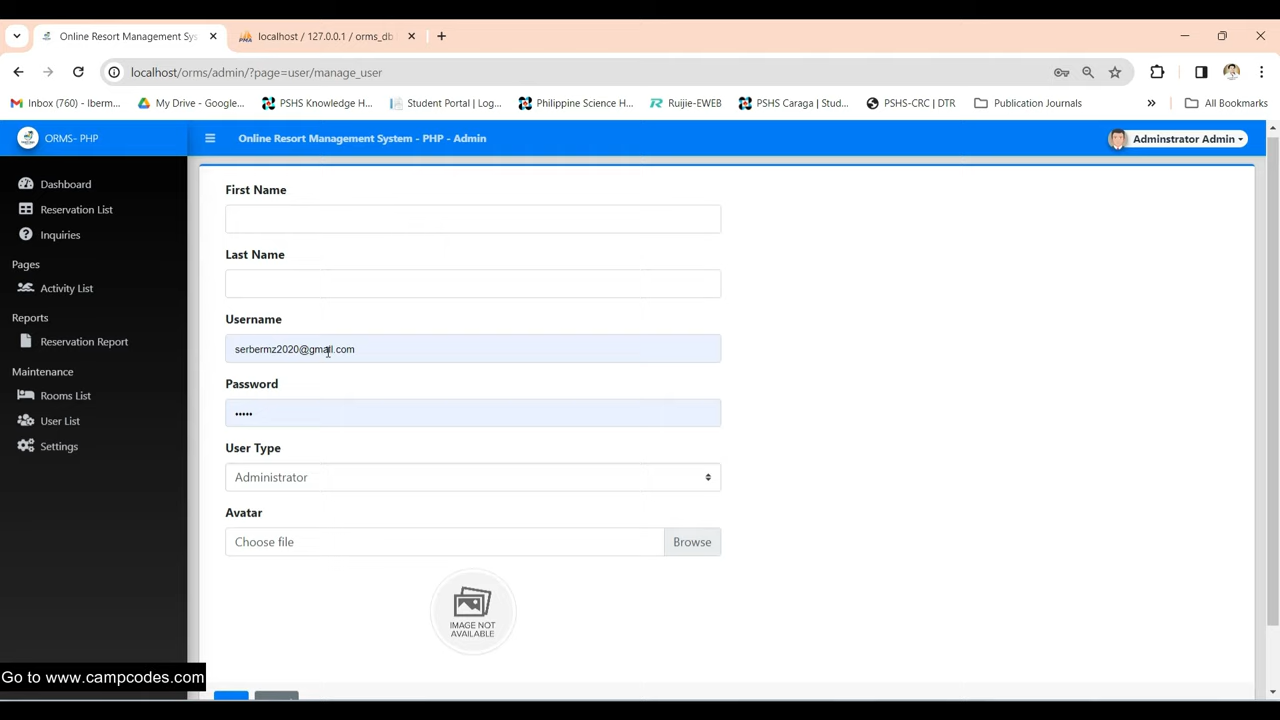 Online Resort Management Sys
localhost / 127.0.0.1 / orms_db
localhost/orms/admin/?page=user/manage_user
Inbox (760) - lberm...
My Drive - Google...
PSHS Knowledge H...
Student Portal | Log...
Philippine Science H...
Ruijie-EWEB
PSHS Caraga | Stud...
PSHS-CRC | DTR
Publication Journals
All Bookmarks
ORMS- PHP
Online Resort Management System - PHP - Admin
Adminstrator Admin
Dashboard
Reservation List
Inquiries
Pages
Activity List
Reports
Reservation Report
Maintenance
Rooms List
User List
Settings
First Name
Last Name
Username
serbermz2020@gmail.com
Password
•••••
User Type
Administrator
Avatar
Choose file
Browse
IMAGE NOT
AVAILABLE
Go to www.campcodes.com